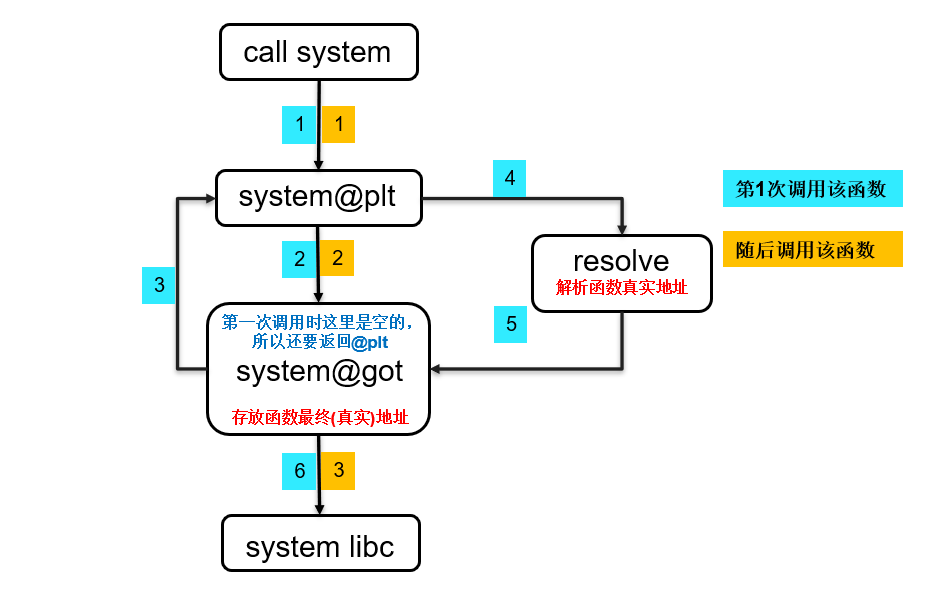 call system
1
1
system@plt
4
第1次调用该函数
随后调用该函数
2
2
3
resolve
解析函数真实地址
5
第一次调用时这里是空的，
所以还要返回@plt
system@got
存放函数最终(真实)地址
6
3
system libc